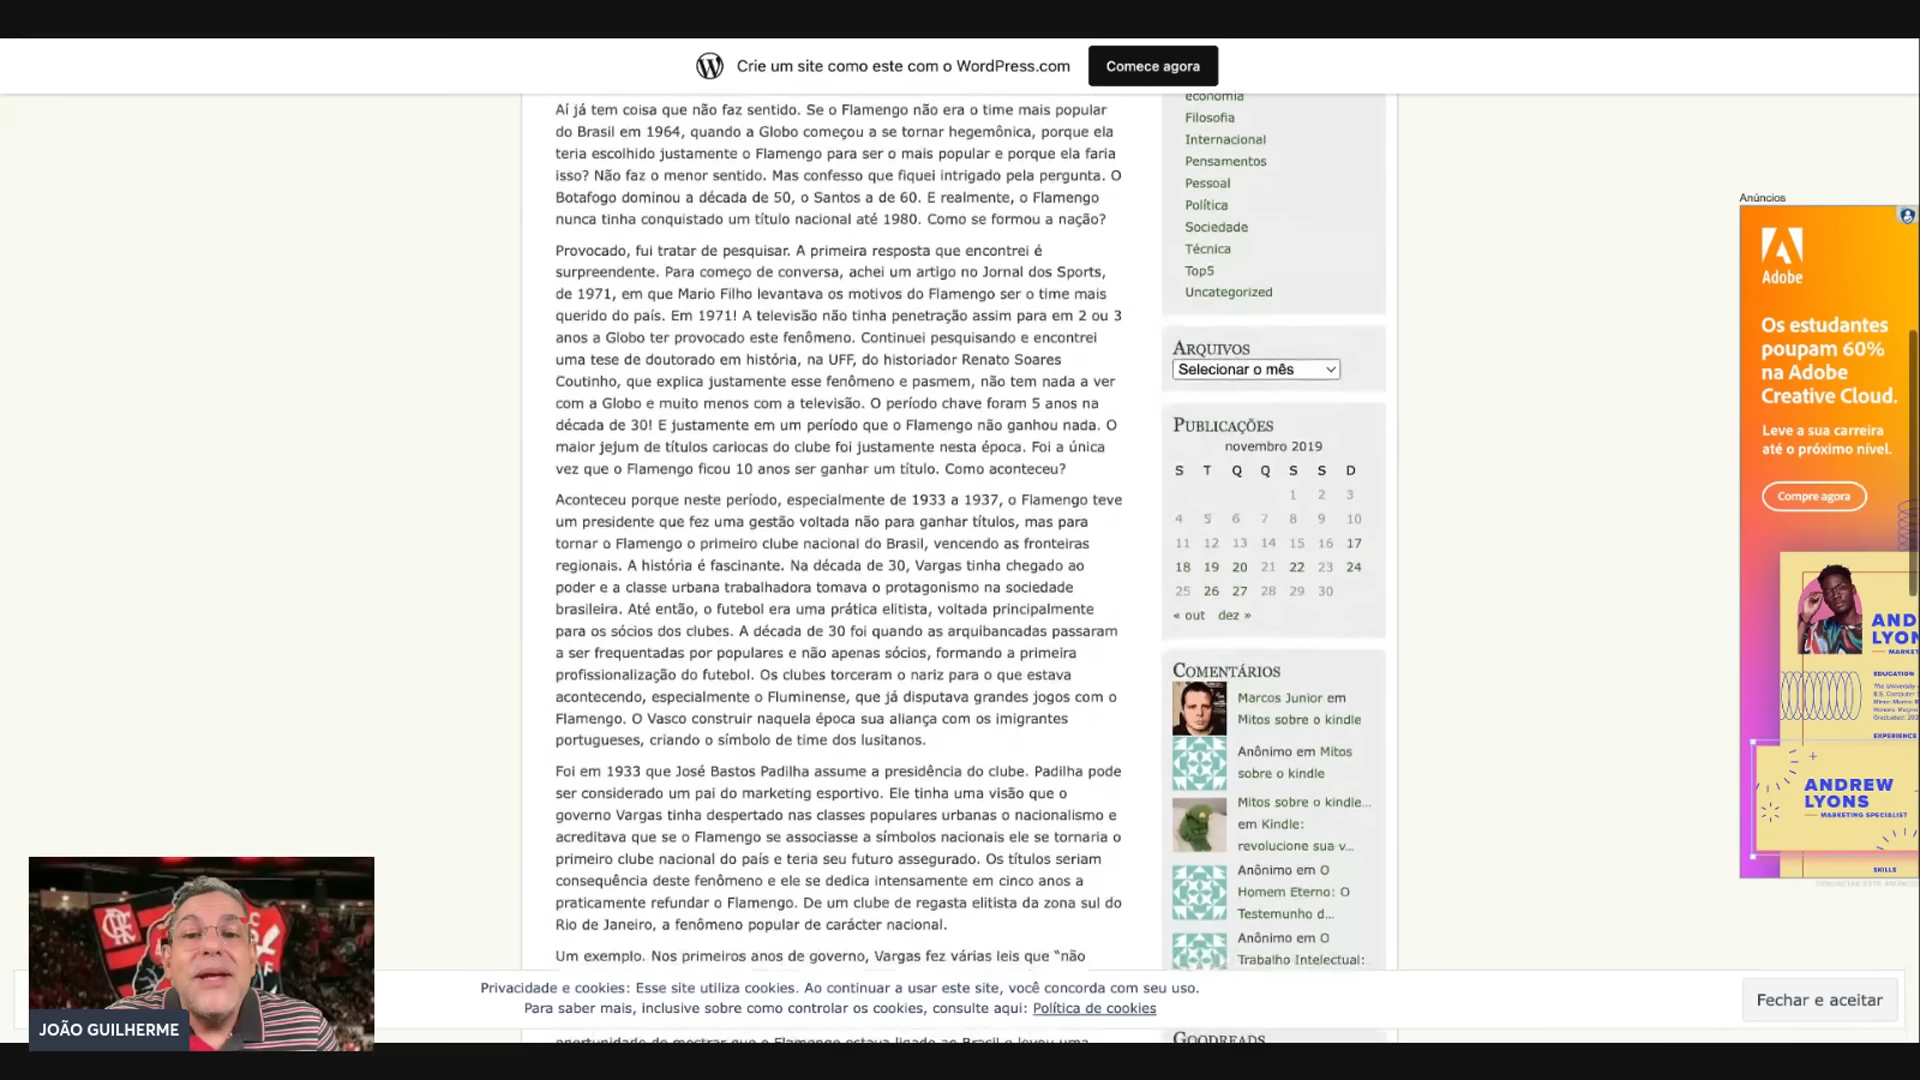 Crie um site como este com o WordPress.com
Comece agora
Aí já tem coisa que não faz sentido. Se o Flamengo não era o time mais popular
do Brasil em 1964, quando a Globo começou a se tornar hegemônica, porque ela
teria escolhido justamente o Flamengo para ser o mais popular e porque ela faria
isso? Não faz o menor sentido. Mas confesso que fiquei intrigado pela pergunta. O
Botafogo dominou a década de 50, o Santos a de 60. E realmente, o Flamengo
nunca tinha conquistado um título nacional até 1980. Como se formou a nação?
Provocado, fui tratar de pesquisar. A primeira resposta que encontrei é
surpreendente. Para começo de conversa, achei um artigo no Jornal dos Sports,
de 1971, em que Mario Filho levantava os motivos do Flamengo ser o time mais
querido do país. Em 1971! A televisão não tinha penetração assim para em 2 ou 3
anos a Globo ter provocado este fenômeno. Continuei pesquisando e encontrei
uma tese de doutorado em história, na UFF, do historiador Renato Soares
Coutinho, que explica justamente esse fenômeno e pasmem, não tem nada a ver
com a Globo e muito menos com a televisão. O período chave foram 5 anos na
década de 30! E justamente em um período que o Flamengo não ganhou nada. O
maior jejum de títulos cariocas do clube foi justamente nesta época. Foi a única
vez que o Flamengo ficou 10 anos ser ganhar um título. Como aconteceu?
Aconteceu porque neste período, especialmente de 1933 a 1937, o Flamengo teve
um presidente que fez uma gestão voltada não para ganhar títulos, mas para
tornar o Flamengo o primeiro clube nacional do Brasil, vencendo as fronteiras
regionais. A história é fascinante. Na década de 30, Vargas tinha chegado ao
poder e a classe urbana trabalhadora tomava o protagonismo na sociedade
brasileira. Até então, o futebol era uma prática elitista, voltada principalmente
para os sócios dos clubes. A década de 30 foi quando as arquibancadas passaram
a ser frequentadas por populares e não apenas sócios, formando a primeira
profissionalização do futebol. Os clubes torceram o nariz para o que estava
acontecendo, especialmente o Fluminense, que já disputava grandes jogos com o
Flamengo. O Vasco construir naquela época sua aliança com os imigrantes
portugueses, criando o símbolo de time dos lusitanos.
Foi em 1933 que José Bastos Padilha assume a presidência do clube. Padilha pode
ser considerado um pai do marketing esportivo. Ele tinha uma visão que o
governo Vargas tinha despertado nas classes populares urbanas o nacionalismo e
acreditava que se o Flamengo se associasse a símbolos nacionais ele se tornaria o
primeiro clube nacional do país e teria seu futuro assegurado. Os títulos seriam
consequência deste fenômeno e ele se dedica intensamente em cinco anos a
praticamente refundar o Flamengo. De um clube de regasta elitista da zona sul do
Rio de Janeiro, a fenômeno popular de carácter nacional.
Um exemplo. Nos primeiros anos de governo, Vargas fez várias leis que “não
economia
Filosofia
Internacional
Pensamentos
Pessoal
Política
Sociedade
Técnica
Top5
Uncategorized
Arquivos
Selecionar o mês
Publicações
novembro 2019
S T Q Q S S D
1 2 3
4 5 6 7 8 9 10
11 12 13 14 15 16 17
18 19 20 21 22 23 24
25 26 27 28 29 30
« out dez »
Comentários
Marcos Junior em
Mitos sobre o kindle
Anônimo em Mitos
sobre o kindle
Mitos sobre o kindle...
em Kindle:
revolucione sua v...
Anônimo em O
Homem Eterno: O
Testemunho d...
Anônimo em O
Trabalho Intelectual:
Goodreads
Anúncios
Adobe
Os estudantes
poupam 60%
na Adobe
Creative Cloud.
Leve a sua carreira
até o próximo nível.
Compre agora
AND
LYON
MARKET
EDUCATION
EXPERIENCE
ANDREW
LYONS
MARKETING SPECIALIST
SKILLS
DENUNCIAR ESTE ANÚNCIO
Privacidade e cookies: Esse site utiliza cookies. Ao continuar a usar este site, você concorda com seu uso.
Para saber mais, inclusive sobre como controlar os cookies, consulte aqui: Política de cookies
Fechar e aceitar
oportunidade de mostrar que o Flamengo estava ligado ao Brasil e levou uma
JOÃO GUILHERME